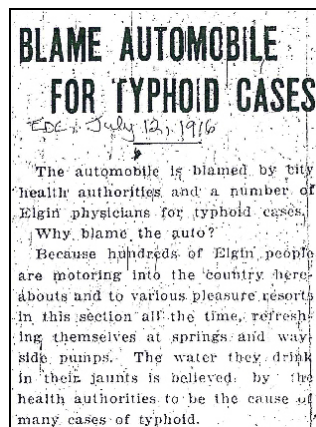 BLAME AUTOMOBILE
FOR TYPHOID CASES
EDC. July 12, 1916
The automobile is blamed by city
health authorities and a number of
Elgin physicians for typhoid cases.
Why blame the auto?
Because hundreds of Elgin people
are motoring into the country here-
abouts and to various pleasure resorts
in this section all the time, refresh-
ing themselves at springs and way-
side pumps. The water they drink
in their jaunts is believed by the
health authorities to be the cause of
many cases of typhoid.